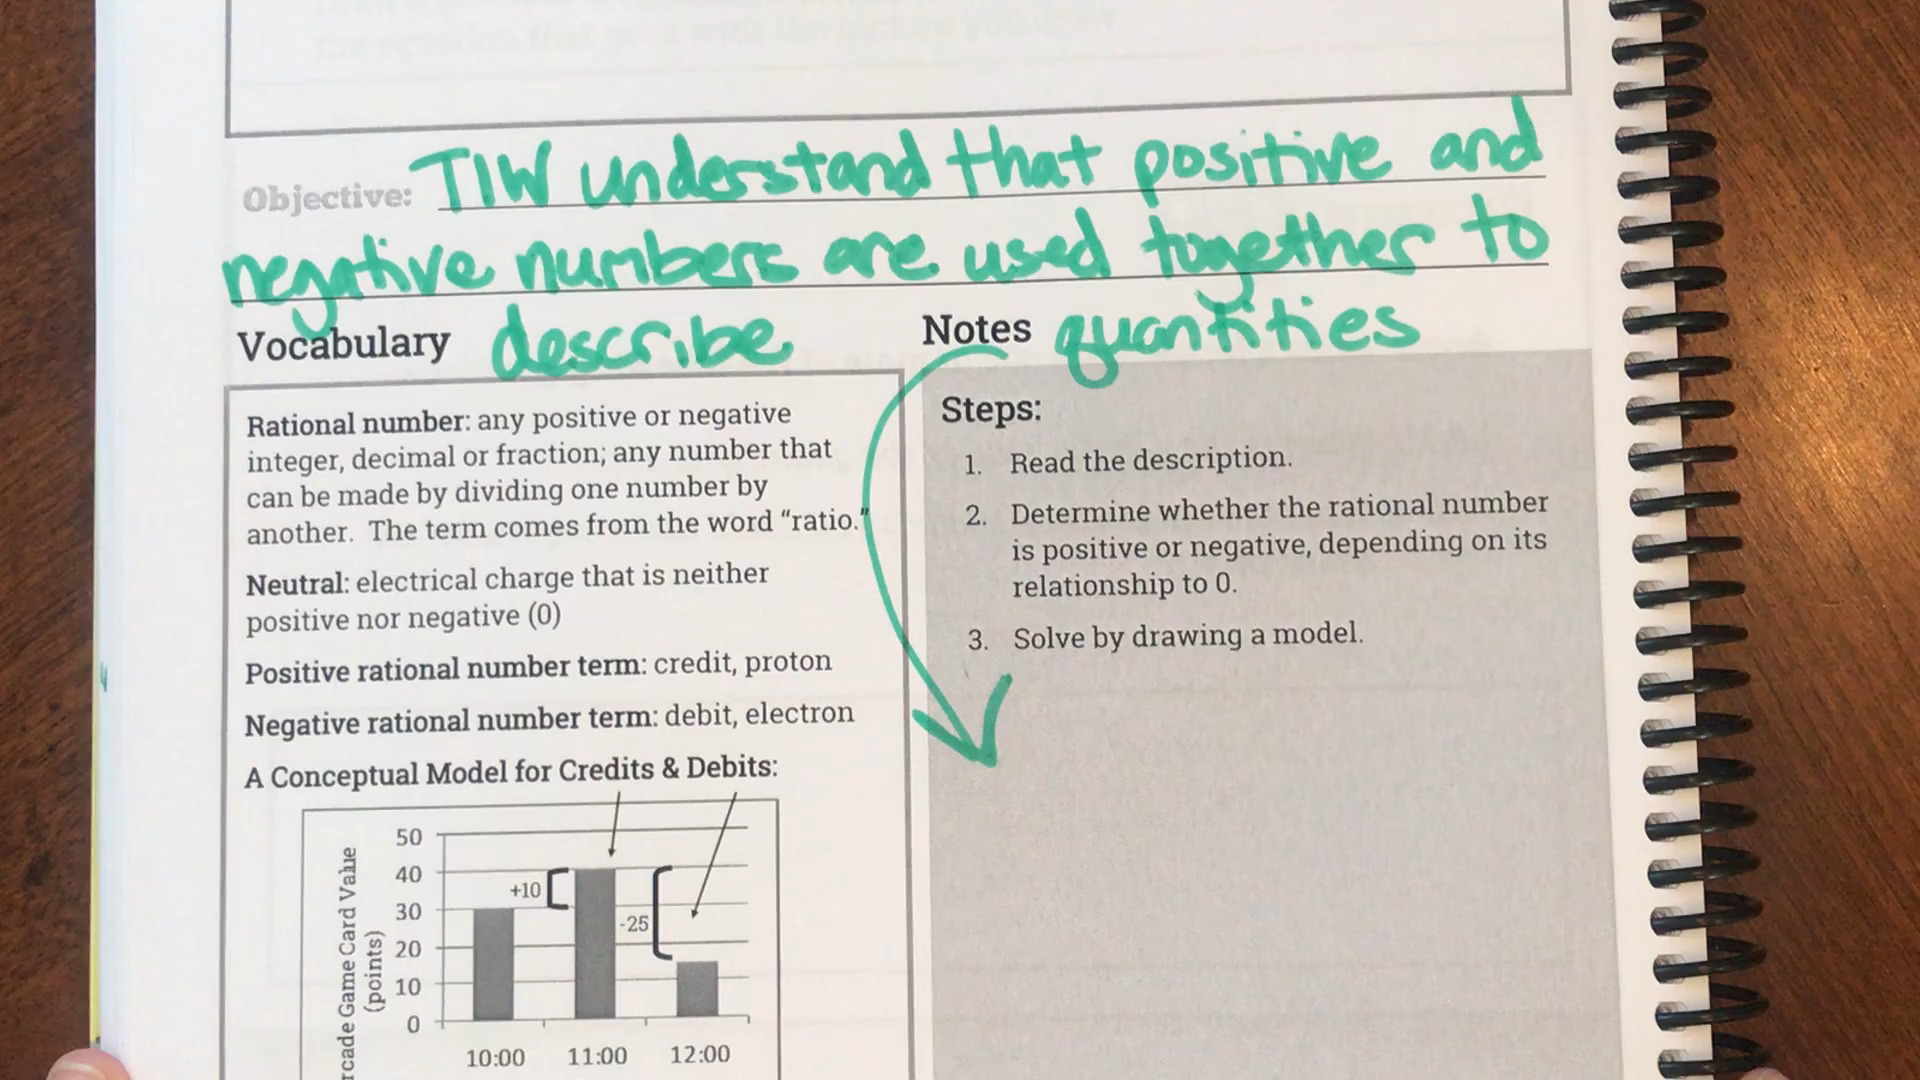 Objective: TIW understand that positive and
negative numbers are used together to
describe quantities
Vocabulary
Rational number: any positive or negative
integer, decimal or fraction; any number that
can be made by dividing one number by
another. The term comes from the word “ratio.”
Neutral: electrical charge that is neither
positive nor negative (0)
Positive rational number term: credit, proton
Negative rational number term: debit, electron
A Conceptual Model for Credits & Debits:
50
40
30
20
10
0
+10
-25
rcade Game Card Value
(points)
10:00 11:00 12:00
Notes
Steps:
1. Read the description.
2. Determine whether the rational number
is positive or negative, depending on its
relationship to 0.
3. Solve by drawing a model.